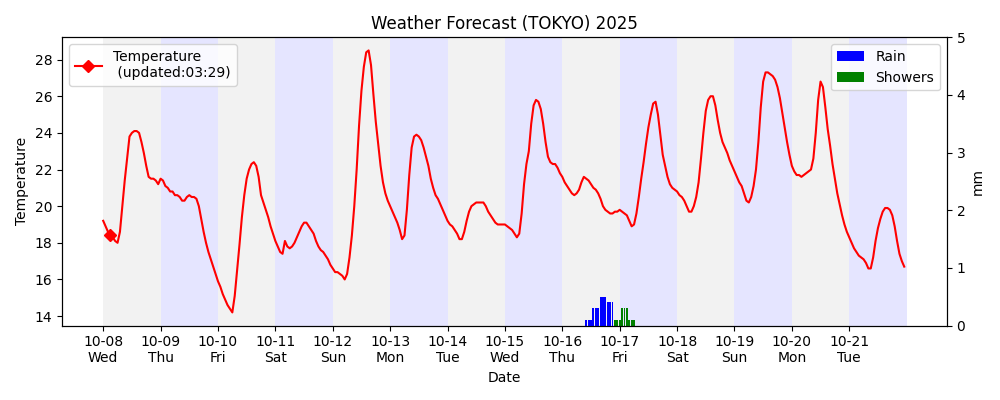 Weather Forecast (TOKYO) 2025
Temperature
(updated:03:29)
Rain
Showers
Temperature
28
26
24
22
20
18
16
14
5
4
3
2
1
0
mm
10-08 10-09 10-10 10-11 10-12 10-13 10-14 10-15 10-16 10-17 10-18 10-19 10-20 10-21
Wed Thu Fri Sat Sun Mon Tue Wed Thu Fri Sat Sun Mon Tue
Date